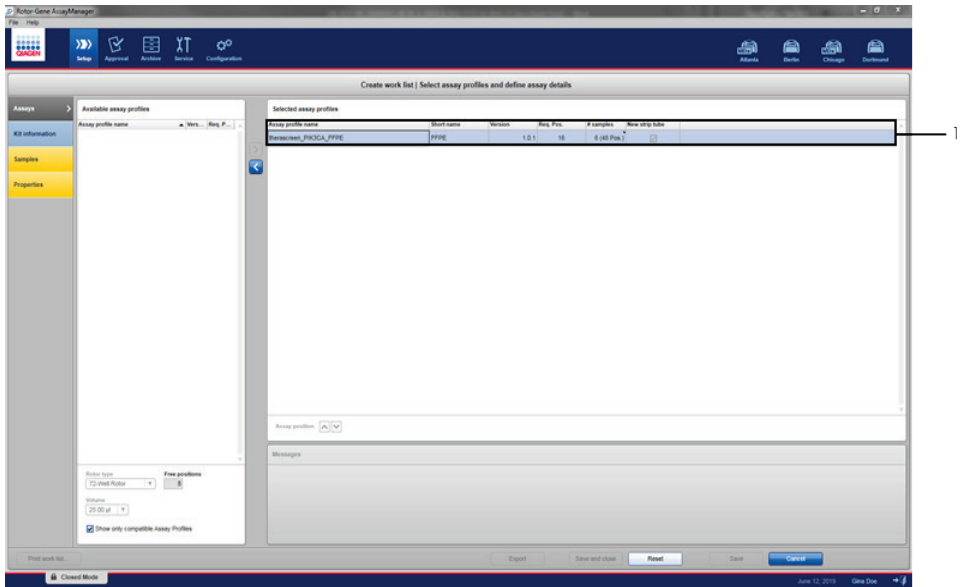 Rotor-Gene AssayManager
File Help
QIAGEN
Setup Approval Archive Service Configuration
Atlanta Berlin Chicago Dortmund
Create work list | Select assay profiles and define assay details
Assays
Kit information
Samples
Properties
Available assay profiles
Assay profile name Vers... Req. P...
Selected assay profiles
Assay profile name Short name Version Req. Pos. # samples New strip tube
therascreen_PIK3CA_FFPE FFPE 1.0.1 16 6 (48 Pos.)
1
Assay position
Messages
Rotor type Free positions
72-Well Rotor 8
Volume
25.00 µl
Show only compatible Assay Profiles
Print work list... Export Save and close Reset Save Cancel
Closed Mode June 12, 2019 Gina Doe